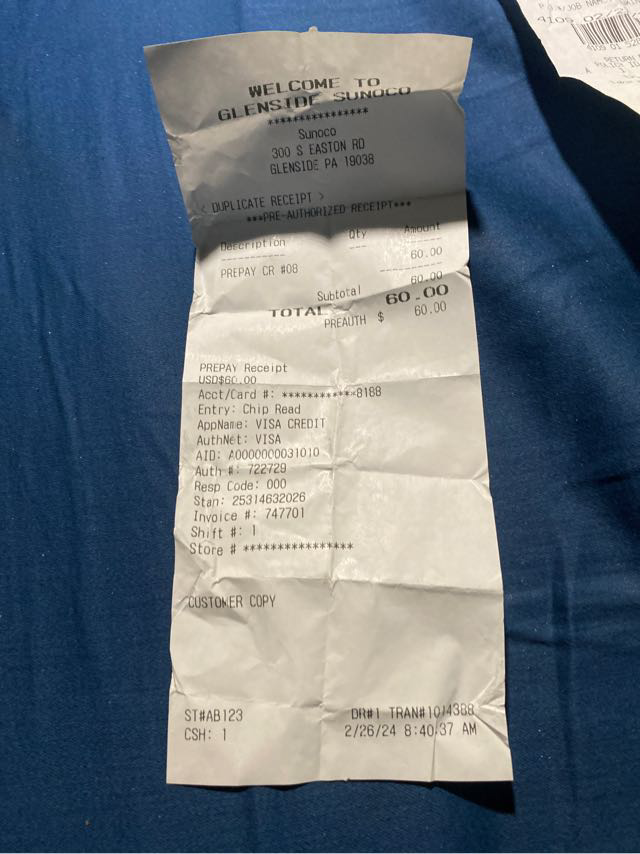 WELCOME TO
GLENSIDE SUNOCO
****************
Sunoco
300 S EASTON RD
GLENSIDE PA 19038
< DUPLICATE RECEIPT >
***PRE-AUTHORIZED RECEIPT***
Description Qty Amount
----------- --- ----------
PREPAY CR #08 60.00
----------
Subtotal 60.00
TOTAL 60.00
PREAUTH $ 60.00
PREPAY Receipt
USD$60.00
Acct/Card #: ************8188
Entry: Chip Read
AppName: VISA CREDIT
AuthNet: VISA
AID: A0000000031010
Auth #: 722729
Resp Code: 000
Stan: 25314632026
Invoice #: 747701
Shift #: 1
Store # ****************
CUSTOMER COPY
ST#AB123 DR#1 TRAN#1014388
CSH: 1 2/26/24 8:40:37 AM
RETURN